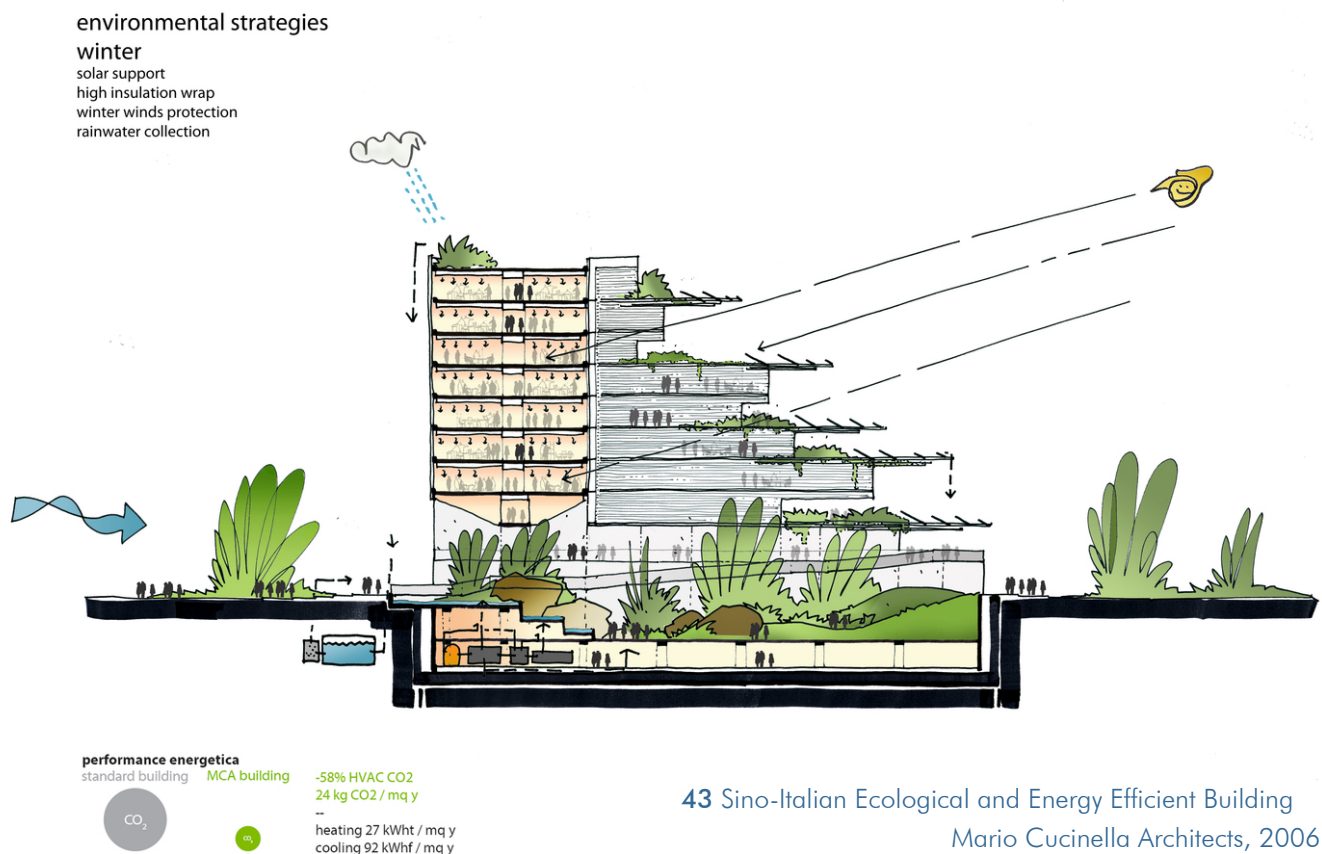 environmental strategies
winter
solar support
high insulation wrap
winter winds protection
rainwater collection
performance energetica
standard building
MCA building
CO2
-58% HVAC CO2
24 kg CO2 / mq y
--
heating 27 kWht / mq y
cooling 92 kWhf / mq y
43 Sino-Italian Ecological and Energy Efficient Building
Mario Cucinella Architects, 2006